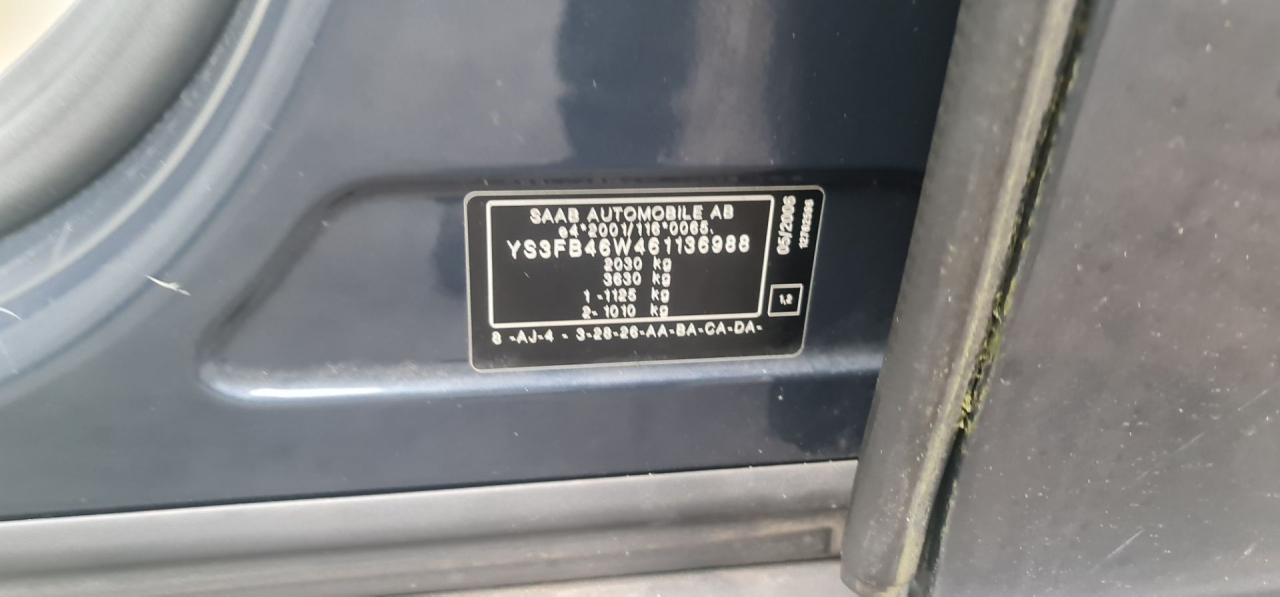 SAAB AUTOMOBILE AB
e4*2001/116*0065.
YS3FB46W461136988
2030 kg
3630 kg
1 -1125 kg
2- 1010 kg
8 -AJ-4 - 3-28-26-AA-BA-CA-DA-
05/2006
1,2